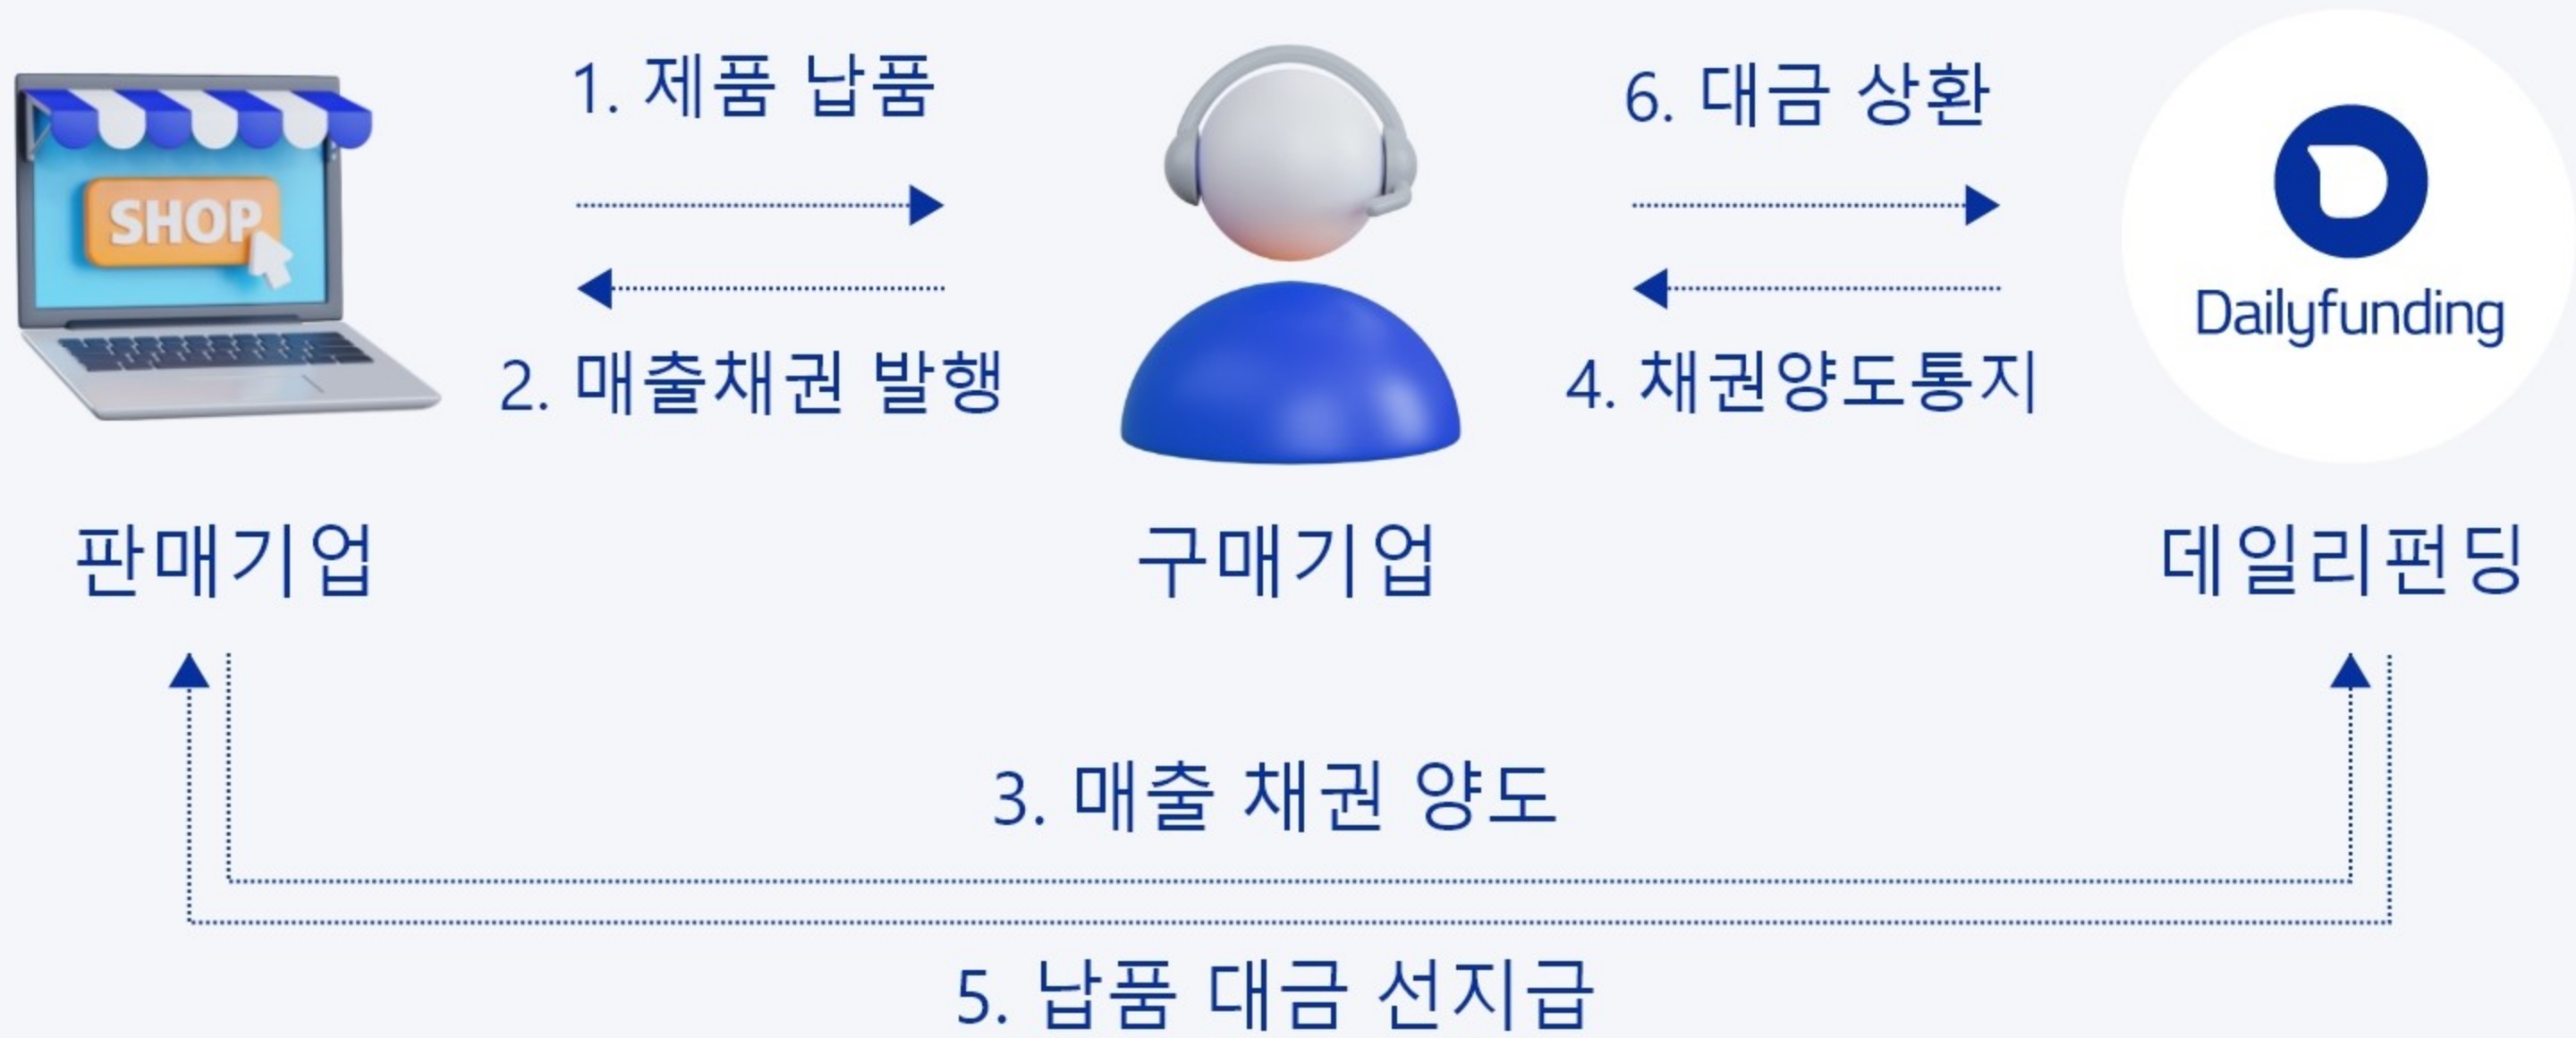 1. 제품 납품
6. 대금 상환
SHOP
Dailyfunding
2. 매출채권 발행
4. 채권양도통지
판매기업
구매기업
데일리펀딩
3. 매출 채권 양도
5. 납품 대금 선지급